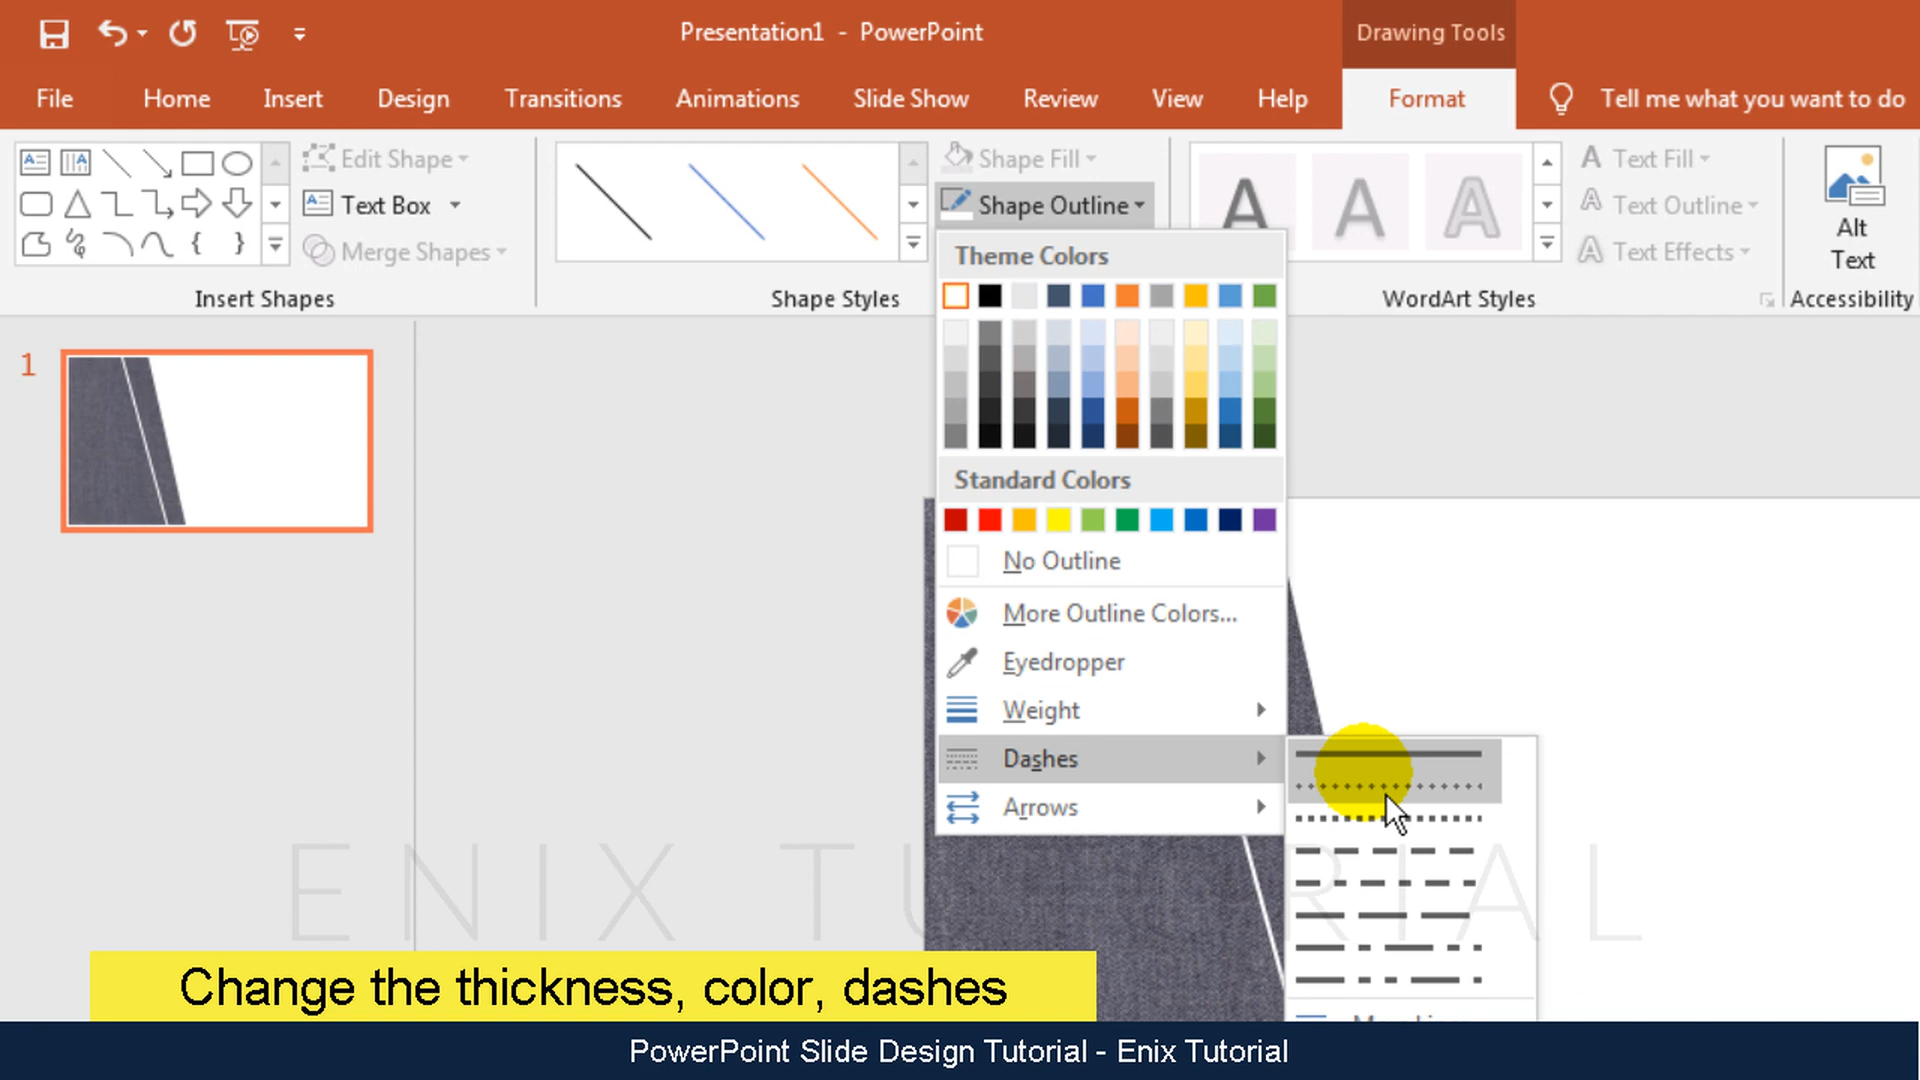 Presentation1 - PowerPoint
Drawing Tools
File Home Insert Design Transitions Animations Slide Show Review View Help Format Tell me what you want to do
Edit Shape
Text Box
Merge Shapes
Insert Shapes
Shape Styles
Shape Fill
Shape Outline
WordArt Styles
Text Fill
Text Outline
Text Effects
Alt
Text
Accessibility
1
Theme Colors
Standard Colors
No Outline
More Outline Colors...
Eyedropper
Weight
Dashes
Arrows
ENIX TUTORIAL
Change the thickness, color, dashes
PowerPoint Slide Design Tutorial - Enix Tutorial